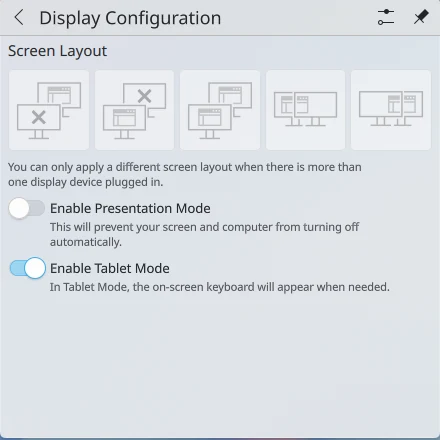 Display Configuration
Screen Layout
You can only apply a different screen layout when there is more than
one display device plugged in.
Enable Presentation Mode
This will prevent your screen and computer from turning off
automatically.
Enable Tablet Mode
In Tablet Mode, the on-screen keyboard will appear when needed.